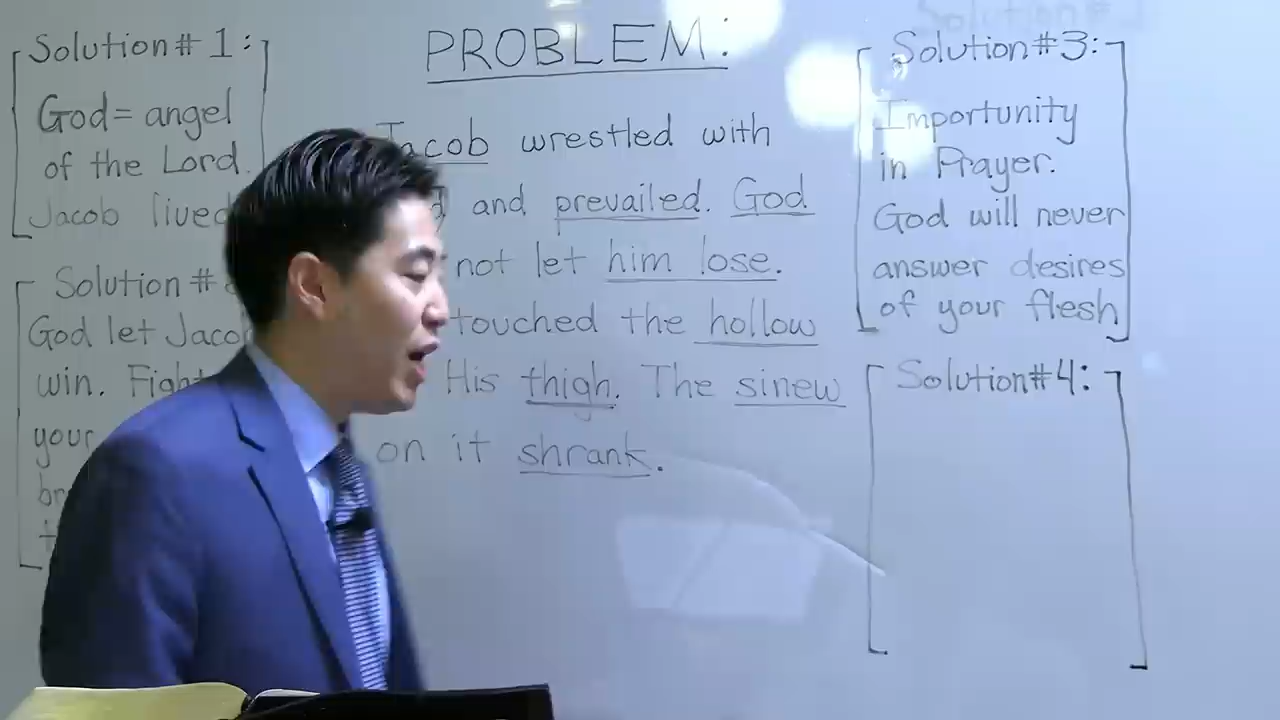 Solution# 1:
God= angel
of the Lord.
Jacob lived
Solution #
God let Jacob
win. Fight
your
PROBLEM:
Jacob wrestled with
and prevailed. God
not let him lose.
touched the hollow
His thigh. The sinew
on it shrank.
Solution#3:
Importunity
in Prayer.
God will never
answer desires
of your flesh
Solution#4: